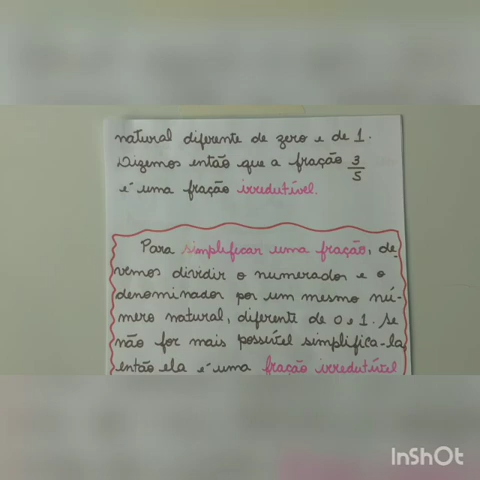 natural diferente de zero e de 1.
Dizemos então que a fração 3/5
é uma fração irredutível.
Para simplificar uma fração, de-
vemos dividir o numerador e o
denominador por um mesmo nú-
mero natural, diferente de 0 e 1. Se
não for mais possível simplifica-la
então ela é uma fração irredutível
InShOt